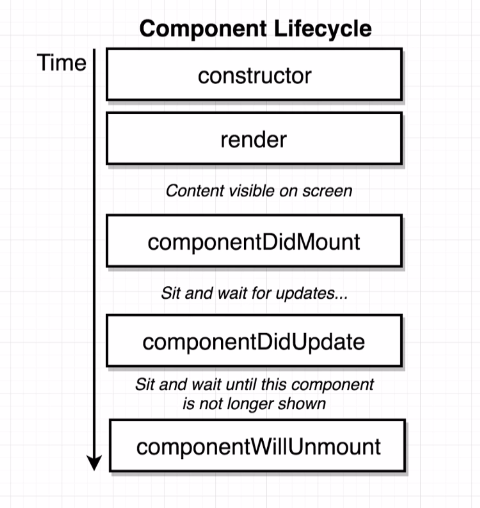 Component Lifecycle
Time
constructor
render
Content visible on screen
componentDidMount
Sit and wait for updates...
componentDidUpdate
Sit and wait until this component
is not longer shown
componentWillUnmount